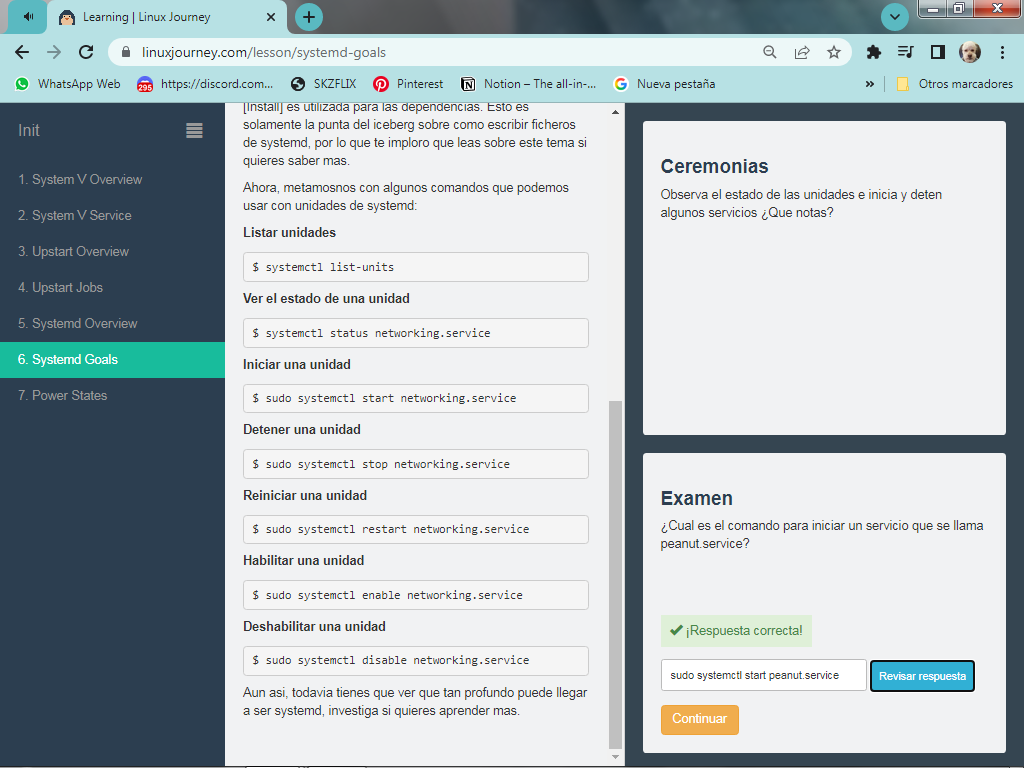 Learning | Linux Journey
linuxjourney.com/lesson/systemd-goals
WhatsApp Web
295
https://discord.com...
SKZFLIX
Pinterest
Notion – The all-in-...
Nueva pestaña
»
Otros marcadores
Init
1. System V Overview
2. System V Service
3. Upstart Overview
4. Upstart Jobs
5. Systemd Overview
6. Systemd Goals
7. Power States
[Install] es utilizada para las dependencias. Esto es
solamente la punta del iceberg sobre como escribir ficheros
de systemd, por lo que te imploro que leas sobre este tema si
quieres saber mas.
Ahora, metamosnos con algunos comandos que podemos
usar con unidades de systemd:
Listar unidades
$ systemctl list-units
Ver el estado de una unidad
$ systemctl status networking.service
Iniciar una unidad
$ sudo systemctl start networking.service
Detener una unidad
$ sudo systemctl stop networking.service
Reiniciar una unidad
$ sudo systemctl restart networking.service
Habilitar una unidad
$ sudo systemctl enable networking.service
Deshabilitar una unidad
$ sudo systemctl disable networking.service
Aun asi, todavia tienes que ver que tan profundo puede llegar
a ser systemd, investiga si quieres aprender mas.
Ceremonias
Observa el estado de las unidades e inicia y deten
algunos servicios ¿Que notas?
Examen
¿Cual es el comando para iniciar un servicio que se llama
peanut.service?
¡Respuesta correcta!
sudo systemctl start peanut.service
Revisar respuesta
Continuar